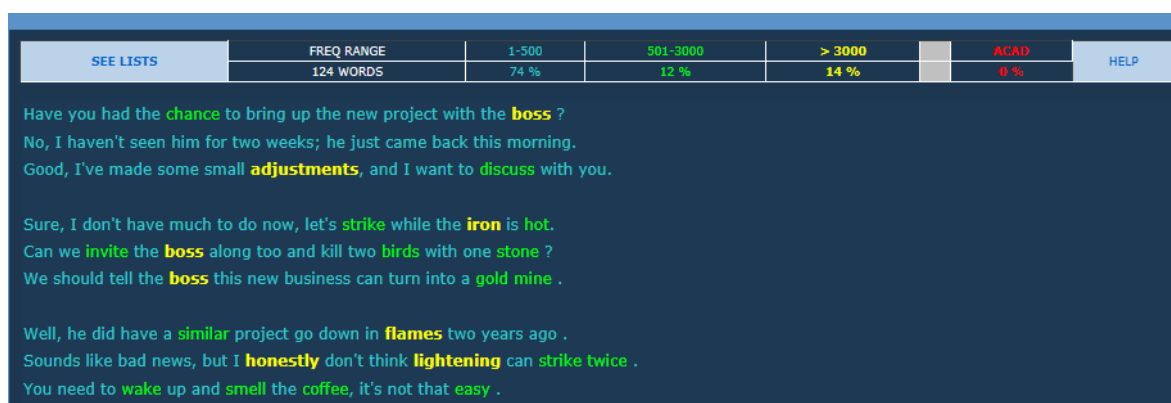 SEE LISTS FREQ RANGE 1-500 501-3000 > 3000 ACAD HELP
124 WORDS 74 % 12 % 14 % 0 %
Have you had the chance to bring up the new project with the boss ?
No, I haven't seen him for two weeks; he just came back this morning.
Good, I've made some small adjustments, and I want to discuss with you.
Sure, I don't have much to do now, let's strike while the iron is hot.
Can we invite the boss along too and kill two birds with one stone ?
We should tell the boss this new business can turn into a gold mine .
Well, he did have a similar project go down in flames two years ago .
Sounds like bad news, but I honestly don't think lightening can strike twice .
You need to wake up and smell the coffee, it's not that easy .